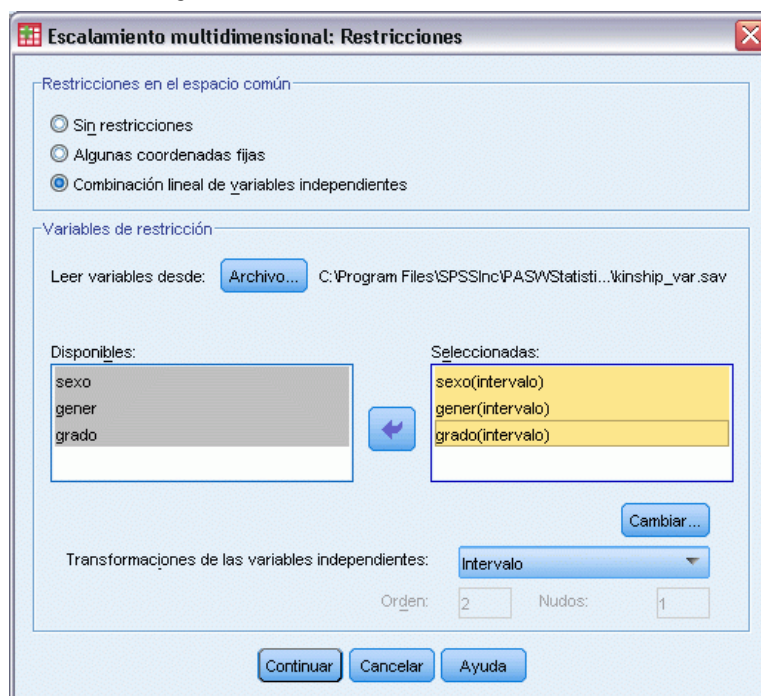 Escalamiento multidimensional: Restricciones
Restricciones en el espacio común
Sin restricciones
Algunas coordenadas fijas
Combinación lineal de variables independientes
Variables de restricción
Leer variables desde: Archivo... C:\Program Files\SPSSInc\PASWStatisti...\kinship_var.sav
Disponibles: Seleccionadas:
sexo sexo(intervalo)
gener gener(intervalo)
grado grado(intervalo)
Cambiar...
Transformaciones de las variables independientes: Intervalo
Orden: 2 Nudos: 1
Continuar Cancelar Ayuda